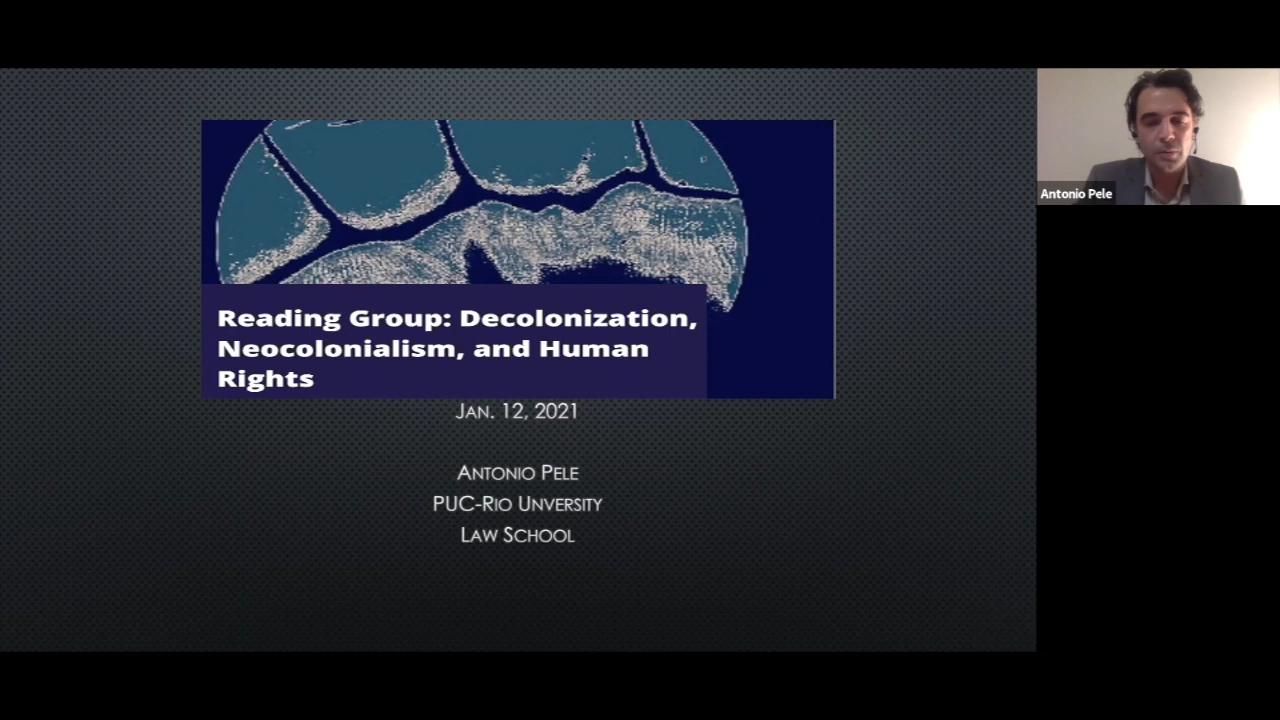 Reading Group: Decolonization,
Neocolonialism, and Human
Rights
JAN. 12, 2021
ANTONIO PELE
PUC-RIO UNVERSITY
LAW SCHOOL
Antonio Pele